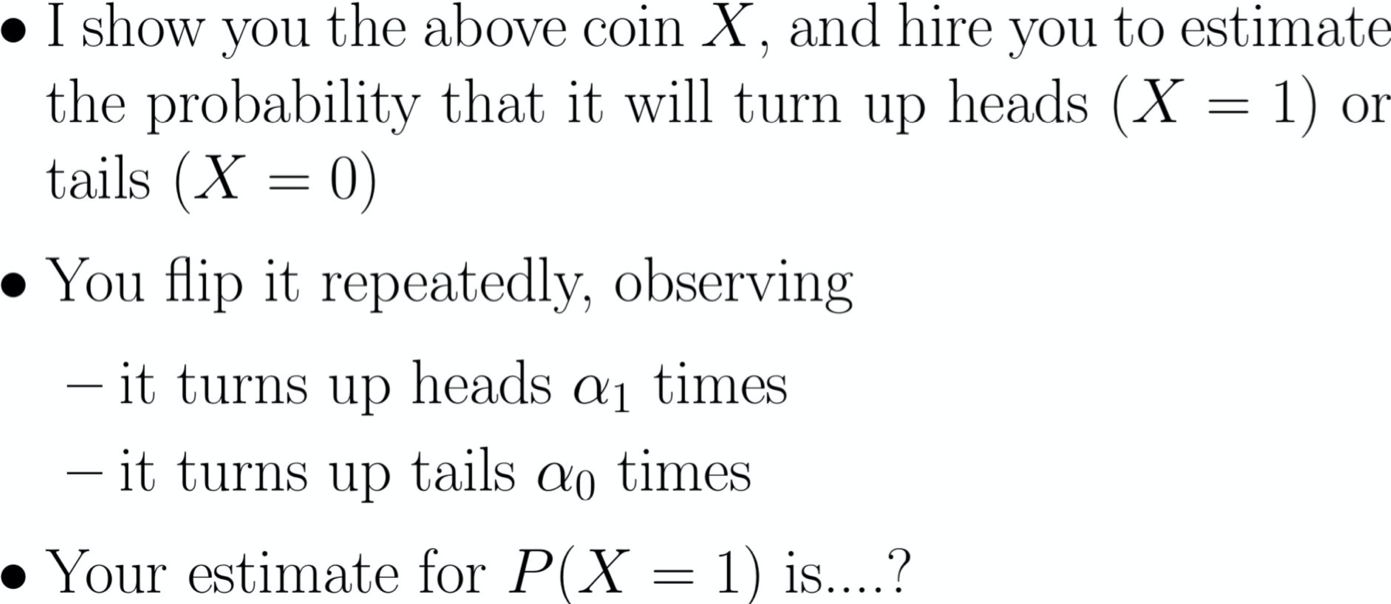 • I show you the above coin X, and hire you to estimate
the probability that it will turn up heads (X = 1) or
tails (X = 0)
• You flip it repeatedly, observing
– it turns up heads α₁ times
– it turns up tails α₀ times
• Your estimate for P(X = 1) is....?